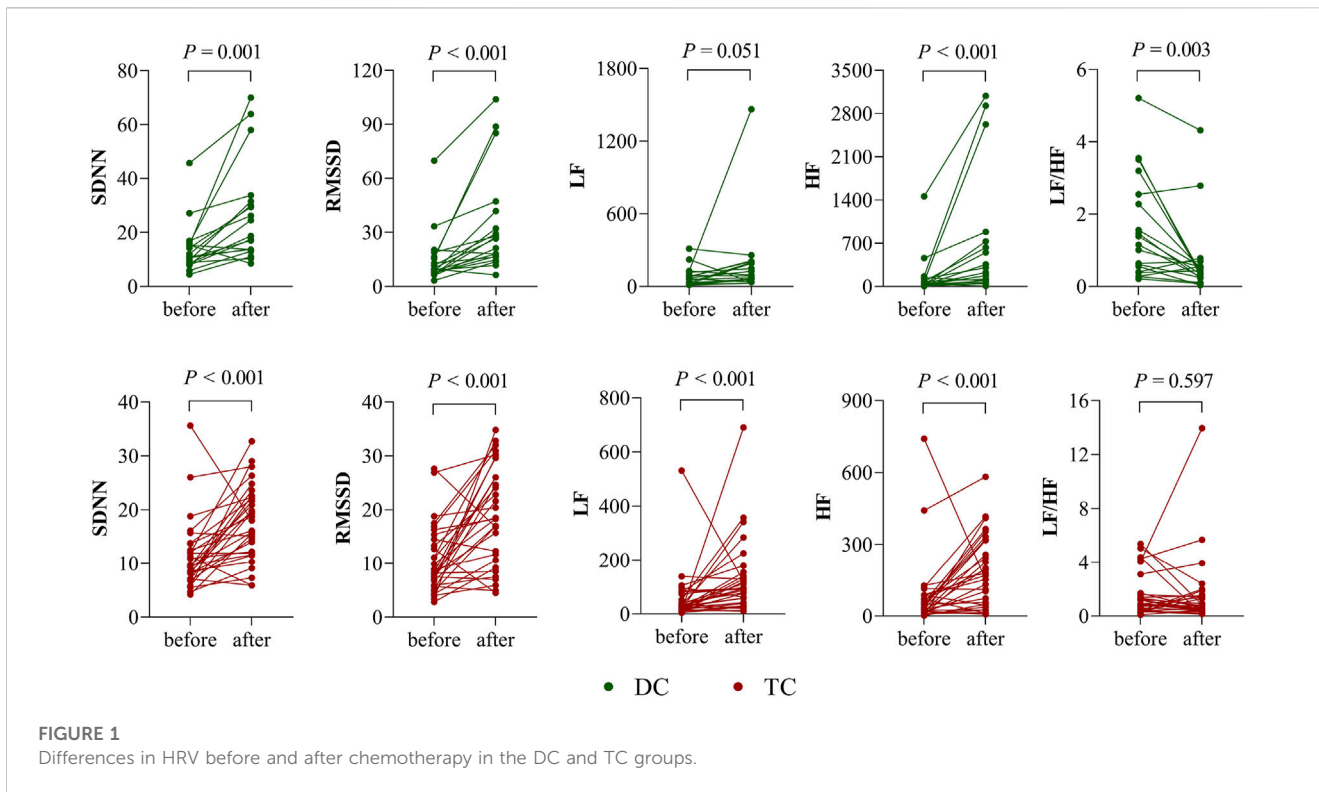 P = 0.001
P < 0.001
P = 0.051
P < 0.001
P = 0.003
SDNN
80
60
40
20
0
before after
RMSSD
120
90
60
30
0
before after
LF
1800
1200
600
0
before after
HF
3500
2800
2100
1400
700
0
before after
LF/HF
6
4
2
0
before after
P < 0.001
P < 0.001
P < 0.001
P < 0.001
P = 0.597
SDNN
40
30
20
10
0
before after
RMSSD
40
30
20
10
0
before after
LF
800
600
400
200
0
before after
HF
900
600
300
0
before after
LF/HF
16
12
8
4
0
before after
DC TC
FIGURE 1
Differences in HRV before and after chemotherapy in the DC and TC groups.